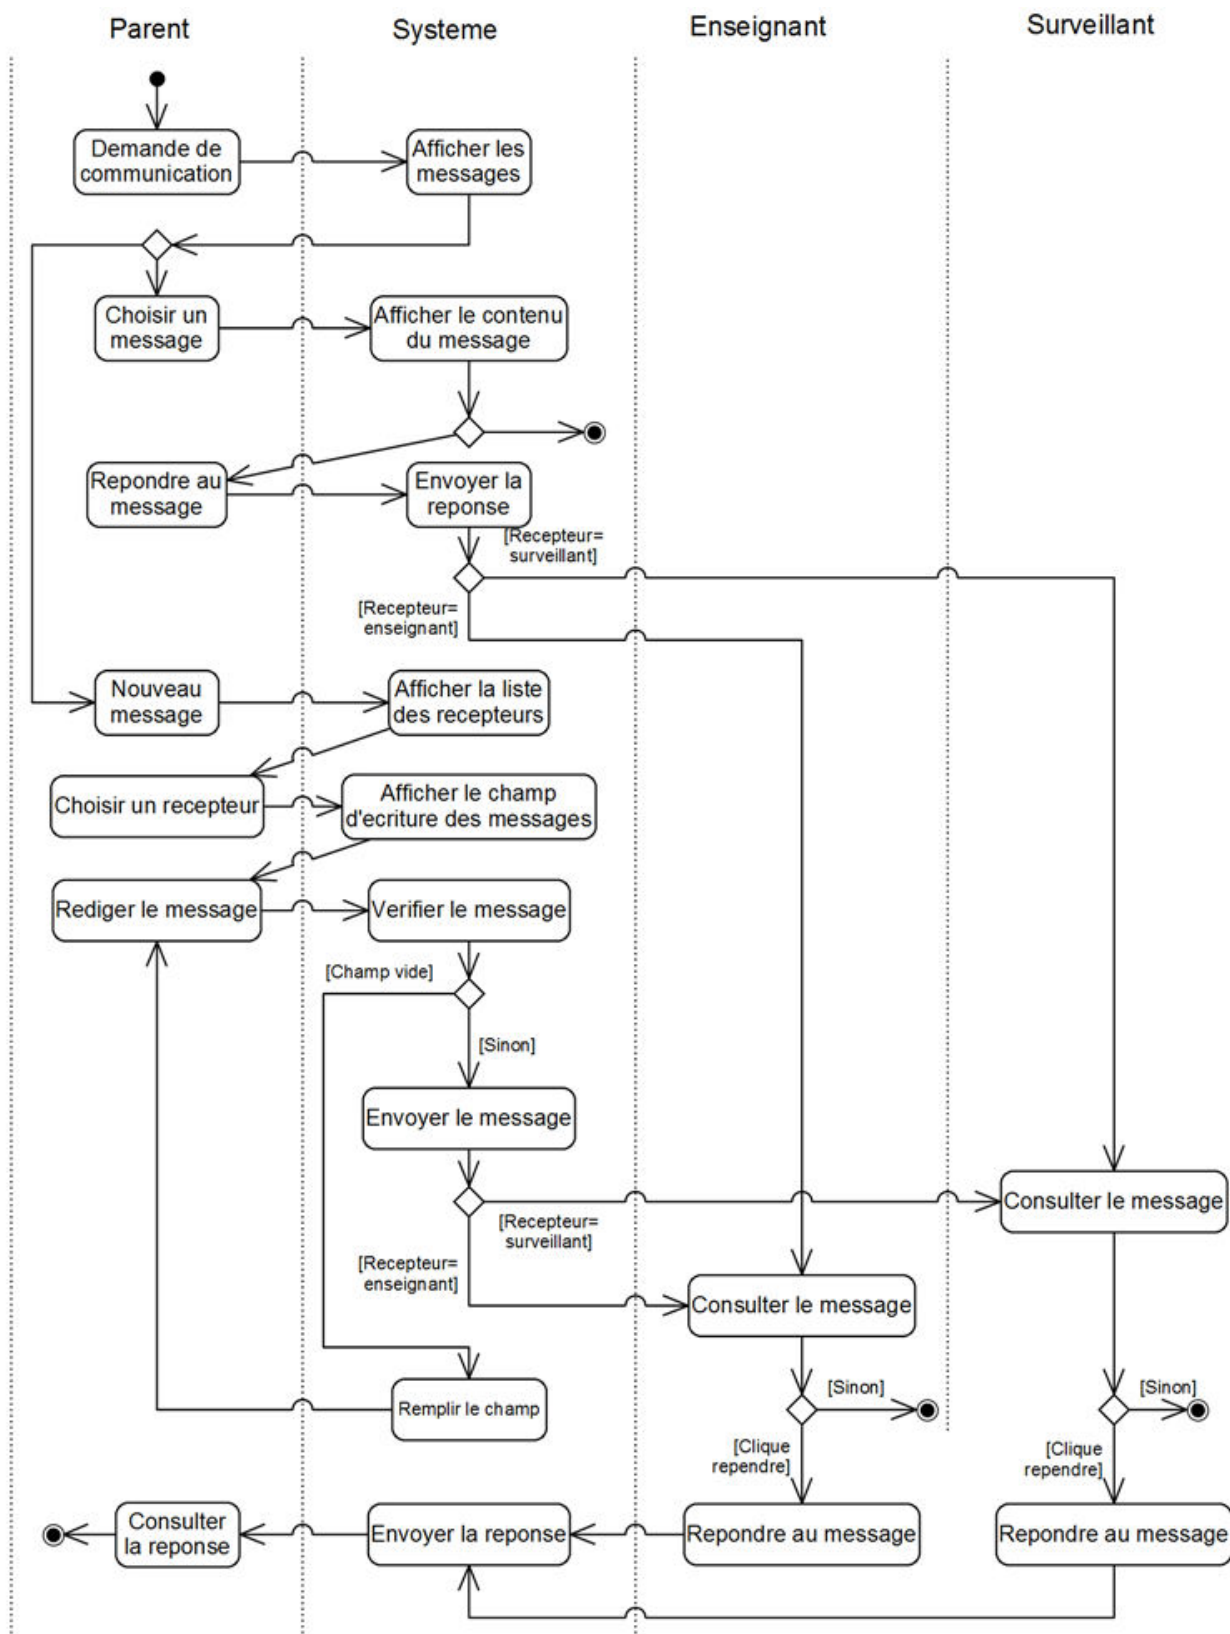 Parent
Systeme
Enseignant
Surveillant
Demande de
communication
Afficher les
messages
Choisir un
message
Afficher le contenu
du message
Repondre au
message
Envoyer la
reponse
[Recepteur=
surveillant]
[Recepteur=
enseignant]
Nouveau
message
Afficher la liste
des recepteurs
Choisir un recepteur
Afficher le champ
d'ecriture des messages
Rediger le message
Verifier le message
[Champ vide]
[Sinon]
Envoyer le message
[Recepteur=
surveillant]
Consulter le message
[Recepteur=
enseignant]
Consulter le message
Remplir le champ
[Sinon]
[Sinon]
[Clique
rependre]
[Clique
rependre]
Consulter
la reponse
Envoyer la reponse
Repondre au message
Repondre au message